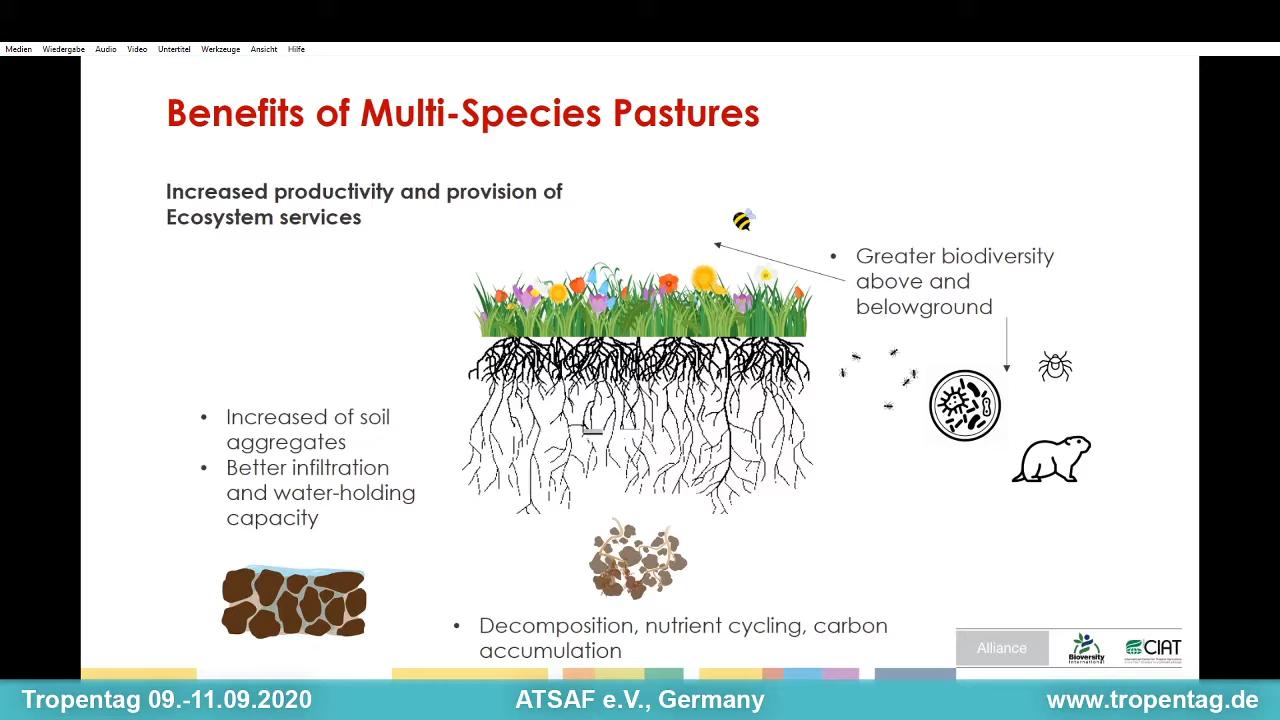 Medien Wiedergabe Audio Video Untertitel Werkzeuge Ansicht Hilfe
Benefits of Multi-Species Pastures
Increased productivity and provision of
Ecosystem services
• Greater biodiversity
above and
belowground
• Increased of soil
aggregates
• Better infiltration
and water-holding
capacity
• Decomposition, nutrient cycling, carbon
accumulation
Alliance
Bioversity
International
CIAT
Tropentag 09.-11.09.2020
ATSAF e.V., Germany
www.tropentag.de